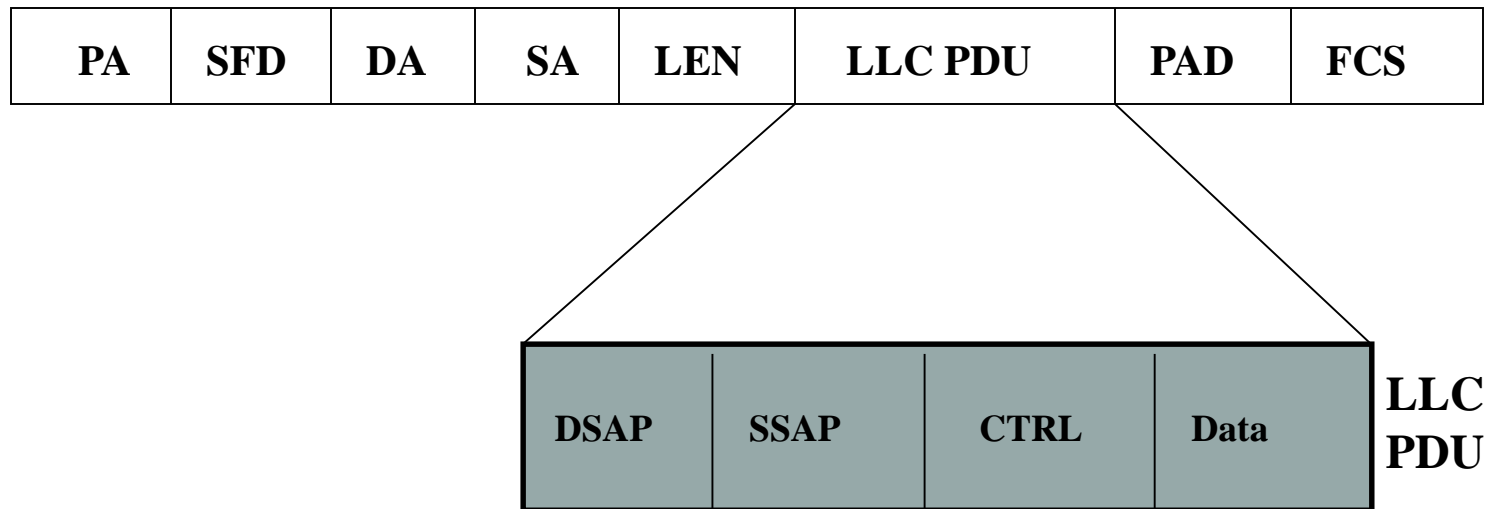 PA SFD DA SA LEN LLC PDU PAD FCS
DSAP SSAP CTRL Data
LLC
PDU